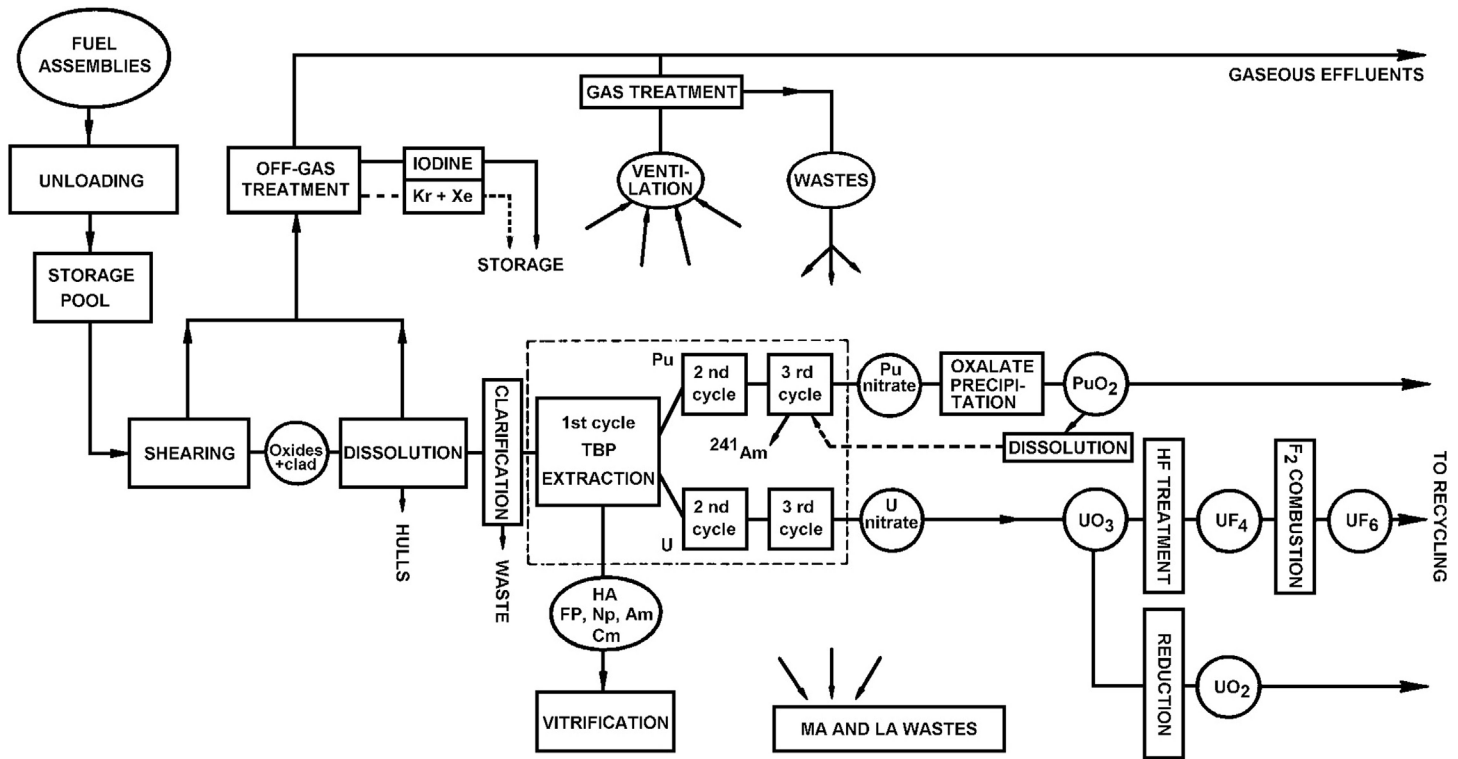 FUEL
ASSEMBLIES
UNLOADING
STORAGE
POOL
OFF-GAS
TREATMENT
IODINE
Kr + Xe
STORAGE
GAS TREATMENT
VENTI-
LATION
WASTES
GASEOUS EFFLUENTS
SHEARING
Oxides
+clad
DISSOLUTION
HULLS
CLARIFICATION
WASTE
1st cycle
TBP
EXTRACTION
Pu
2 nd
cycle
3 rd
cycle
241Am
Pu
nitrate
OXALATE
PRECIPI-
TATION
PuO2
DISSOLUTION
U
2 nd
cycle
3 rd
cycle
U
nitrate
UO3
HF TREATMENT
UF4
F2 COMBUSTION
UF6
TO RECYCLING
REDUCTION
UO2
HA
FP, Np, Am
Cm
VITRIFICATION
MA AND LA WASTES